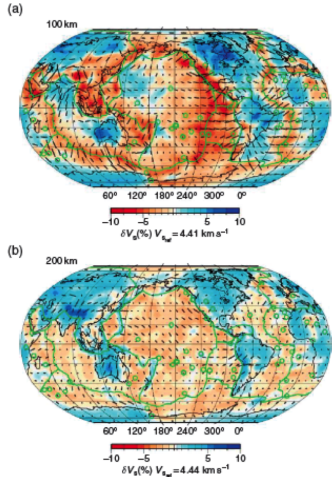 (a)
100 km
60° 120° 180° 240° 300° 0°
−10 −5 5 10
δVs(%) Vsref = 4.41 km s⁻¹
(b)
200 km
60° 120° 180° 240° 300° 0°
−10 −5 5 10
δVs(%) Vsref = 4.44 km s⁻¹